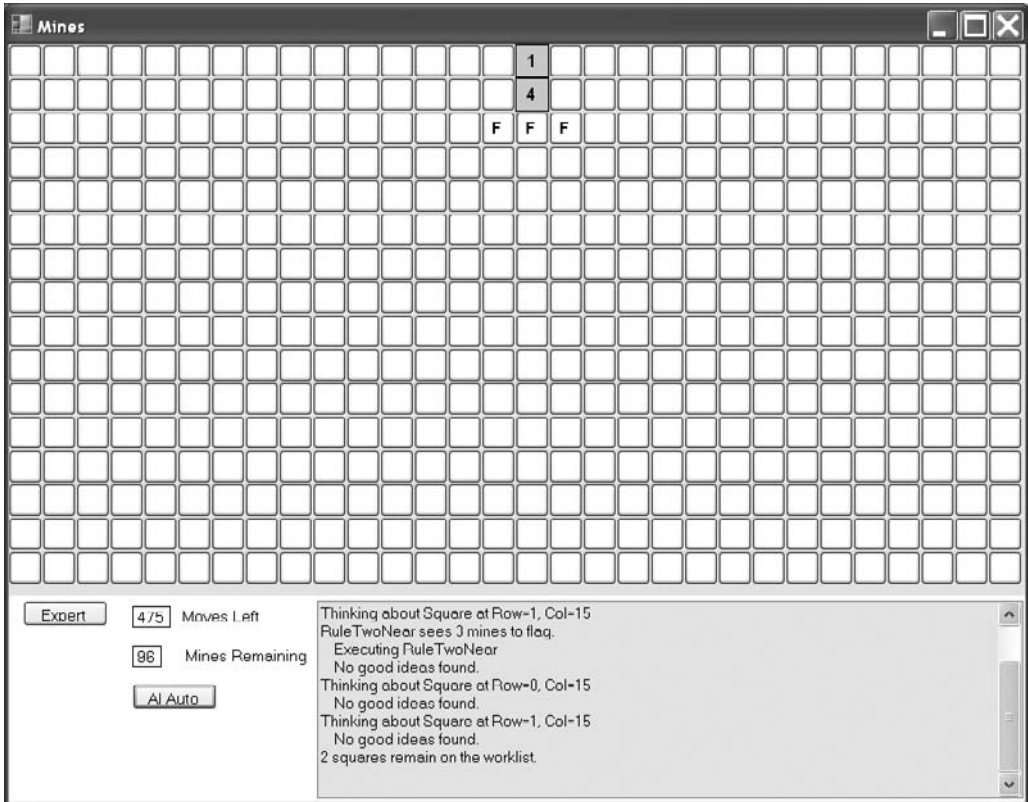 Mines
1
4
F F F
Expert
475 Moves Left
96 Mines Remaining
AI Auto
Thinking about Square at Row-1, Col-15
RuleTwoNear sees 3 mines to flag.
Executing RuleTwoNear
No good ideas found.
Thinking about Square at Row-0, Col-15
No good ideas found.
Thinking about Square at Row-1, Col-15
No good ideas found.
2 squares remain on the worklist.